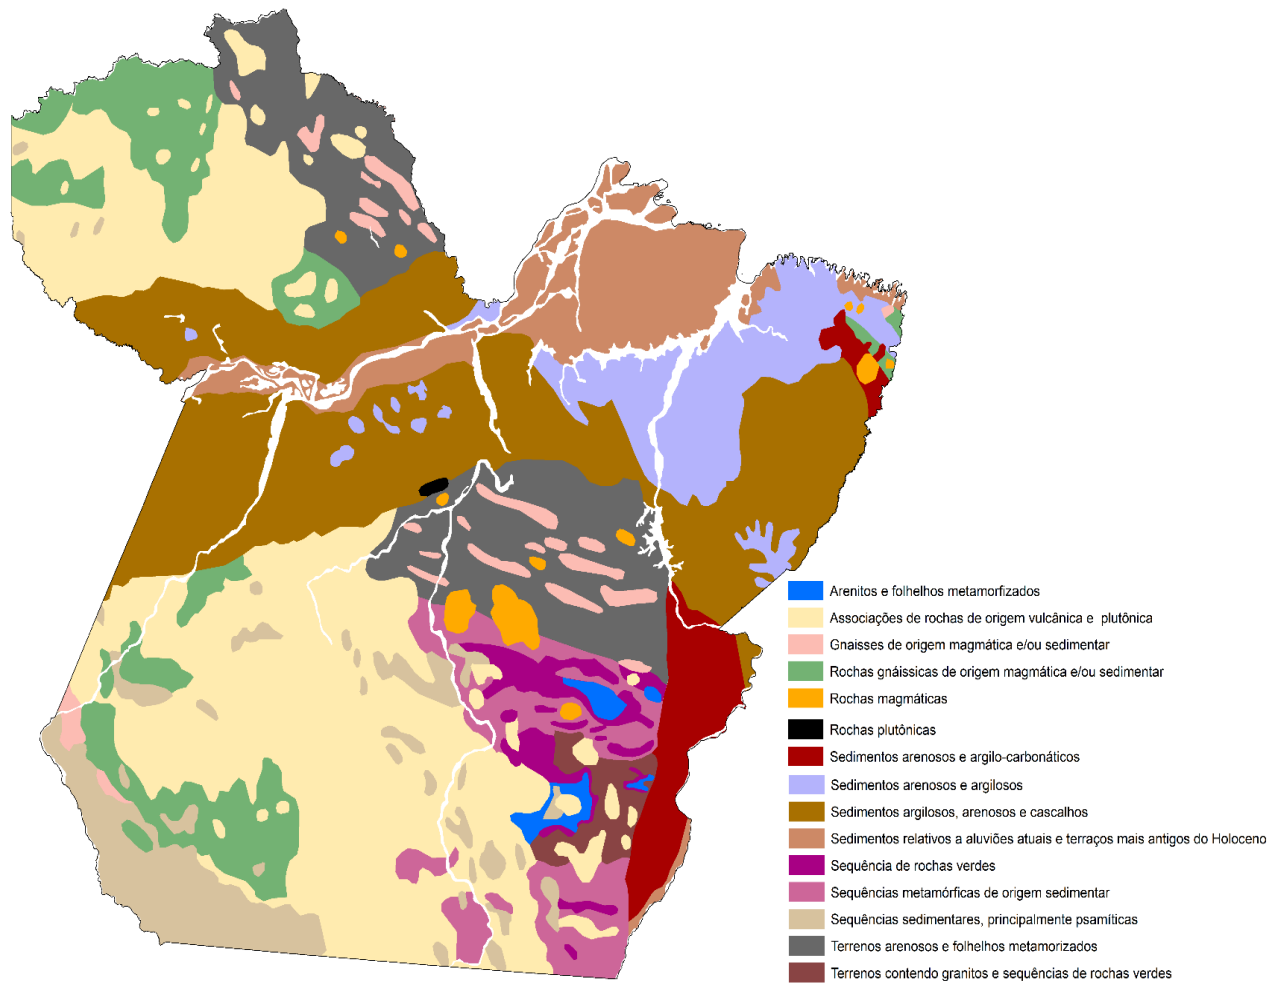 Arenitos e folhelhos metamorfizados
Associações de rochas de origem vulcânica e plutônica
Gnaisses de origem magmática e/ou sedimentar
Rochas gnáissicas de origem magmática e/ou sedimentar
Rochas magmáticas
Rochas plutônicas
Sedimentos arenosos e argilo-carbonáticos
Sedimentos arenosos e argilosos
Sedimentos argilosos, arenosos e cascalhos
Sedimentos relativos a aluviões atuais e terraços mais antigos do Holoceno
Sequência de rochas verdes
Sequências metamórficas de origem sedimentar
Sequências sedimentares, principalmente psamíticas
Terrenos arenosos e folhelhos metamorizados
Terrenos contendo granitos e sequências de rochas verdes